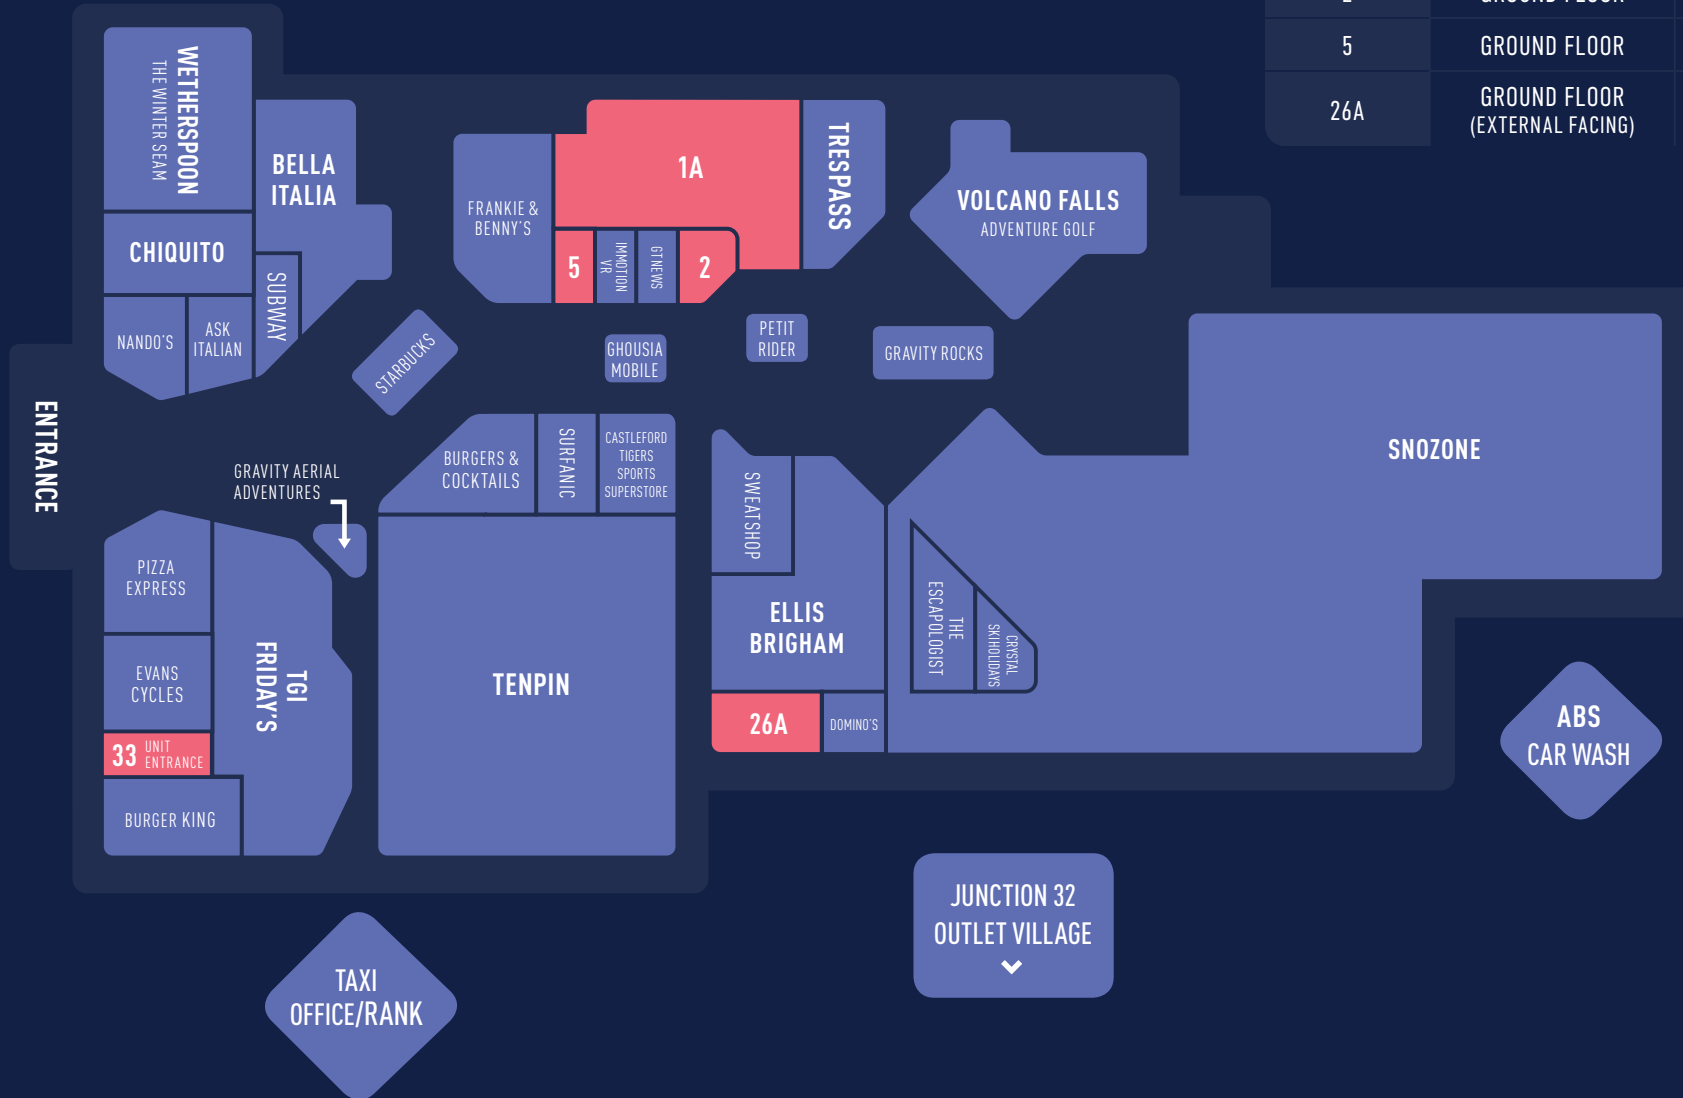 GROUND FLOOR
5
GROUND FLOOR
26A
GROUND FLOOR
(EXTERNAL FACING)
WETHERSPOON
THE WINTER SEAM
BELLA
ITALIA
CHIQUITO
SUBWAY
NANDO'S
ASK
ITALIAN
STARBUCKS
FRANKIE &
BENNY'S
1A
5
IMMOTION
VR
GT NEWS
2
TRESPASS
VOLCANO FALLS
ADVENTURE GOLF
GHOUSIA
MOBILE
PETIT
RIDER
GRAVITY ROCKS
SNOZONE
ENTRANCE
GRAVITY AERIAL
ADVENTURES
BURGERS &
COCKTAILS
SURFANIC
CASTLEFORD
TIGERS
SPORTS
SUPERSTORE
SWEATSHOP
PIZZA
EXPRESS
EVANS
CYCLES
33 UNIT
ENTRANCE
BURGER KING
TGI
FRIDAY'S
TENPIN
ELLIS
BRIGHAM
26A
DOMINO'S
THE
ESCAPOLOGIST
CRYSTAL
SKIHOLIDAYS
ABS
CAR WASH
JUNCTION 32
OUTLET VILLAGE
TAXI
OFFICE/RANK